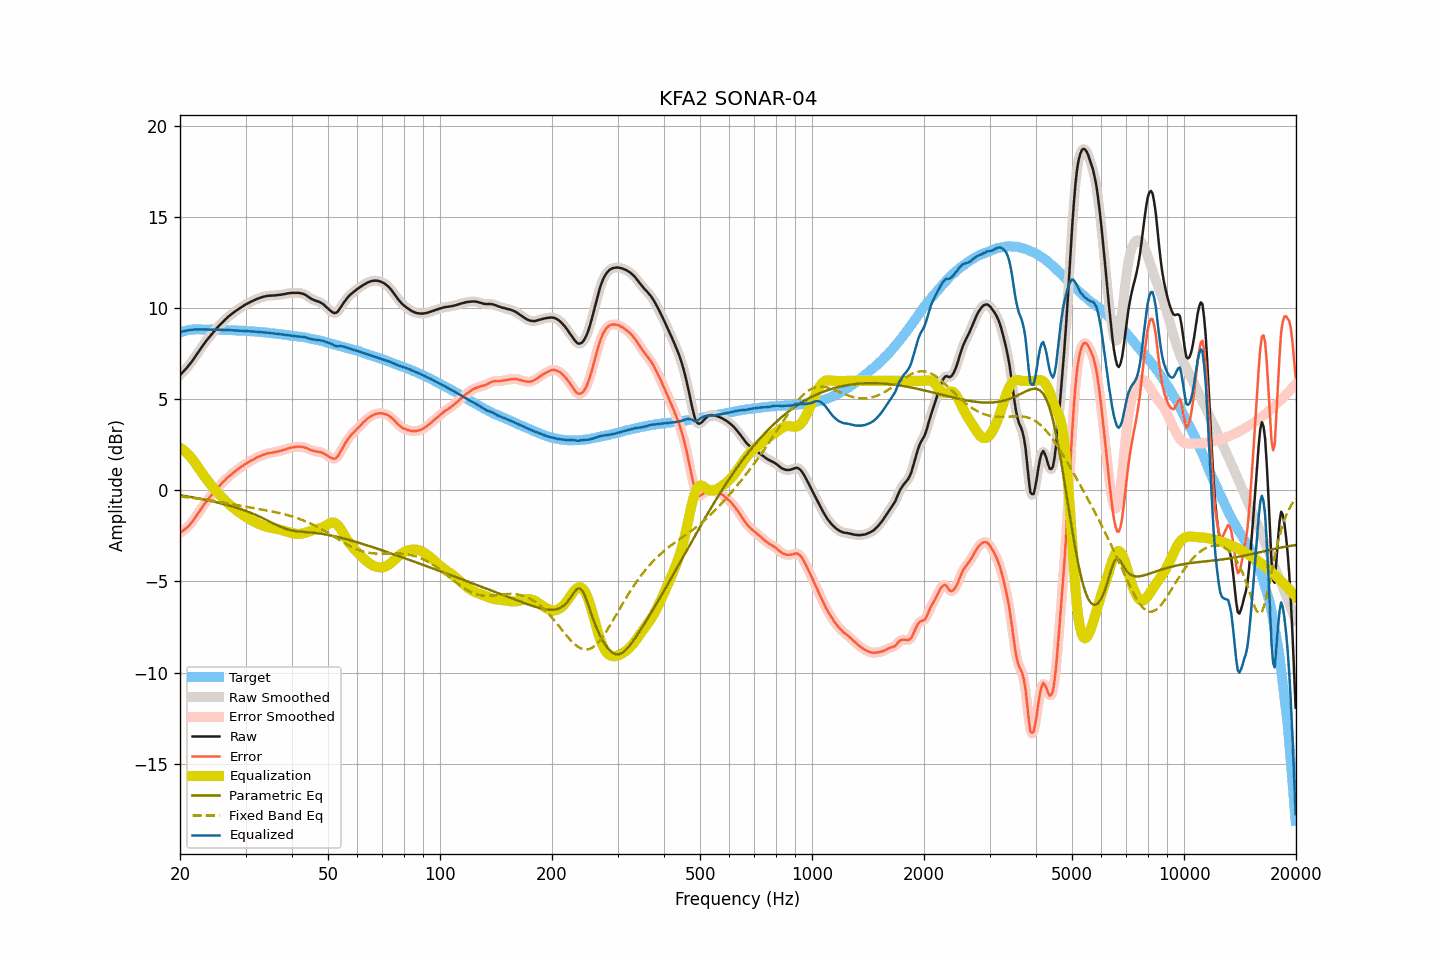 KFA2 SONAR-04
20
15
10
5
0
−5
−10
−15
Amplitude (dBr)
Target
Raw Smoothed
Error Smoothed
Raw
Error
Equalization
Parametric Eq
Fixed Band Eq
Equalized
20 50 100 200 500 1000 2000 5000 10000 20000
Frequency (Hz)